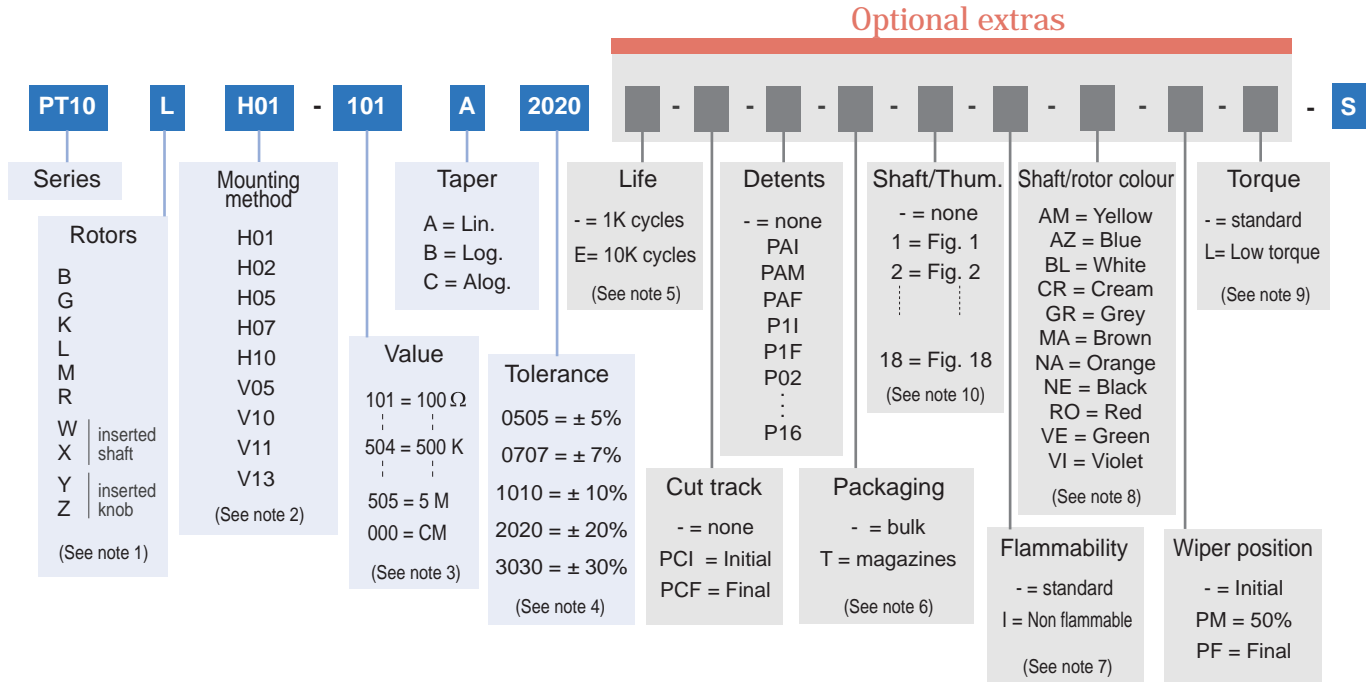 Optional extras
PT10 L H01 - 101 A 2020 - - - - - - - - - S
Series
Rotors
B
G
K
L
M
R
W
X
inserted
shaft
Y
Z
inserted
knob
(See note 1)
Mounting
method
H01
H02
H05
H07
H10
V05
V10
V11
V13
(See note 2)
Value
101 = 100 Ω
504 = 500 K
505 = 5 M
000 = CM
(See note 3)
Taper
A = Lin.
B = Log.
C = Alog.
Tolerance
0505 = ± 5%
0707 = ± 7%
1010 = ± 10%
2020 = ± 20%
3030 = ± 30%
(See note 4)
Life
- = 1K cycles
E= 10K cycles
(See note 5)
Cut track
- = none
PCI = Initial
PCF = Final
Detents
- = none
PAI
PAM
PAF
P1I
P1F
P02
P16
Packaging
- = bulk
T = magazines
(See note 6)
Shaft/Thum.
- = none
1 = Fig. 1
2 = Fig. 2
18 = Fig. 18
(See note 10)
Flammability
- = standard
I = Non flammable
(See note 7)
Shaft/rotor colour
AM = Yellow
AZ = Blue
BL = White
CR = Cream
GR = Grey
MA = Brown
NA = Orange
NE = Black
RO = Red
VE = Green
VI = Violet
(See note 8)
Wiper position
- = Initial
PM = 50%
PF = Final
Torque
- = standard
L= Low torque
(See note 9)